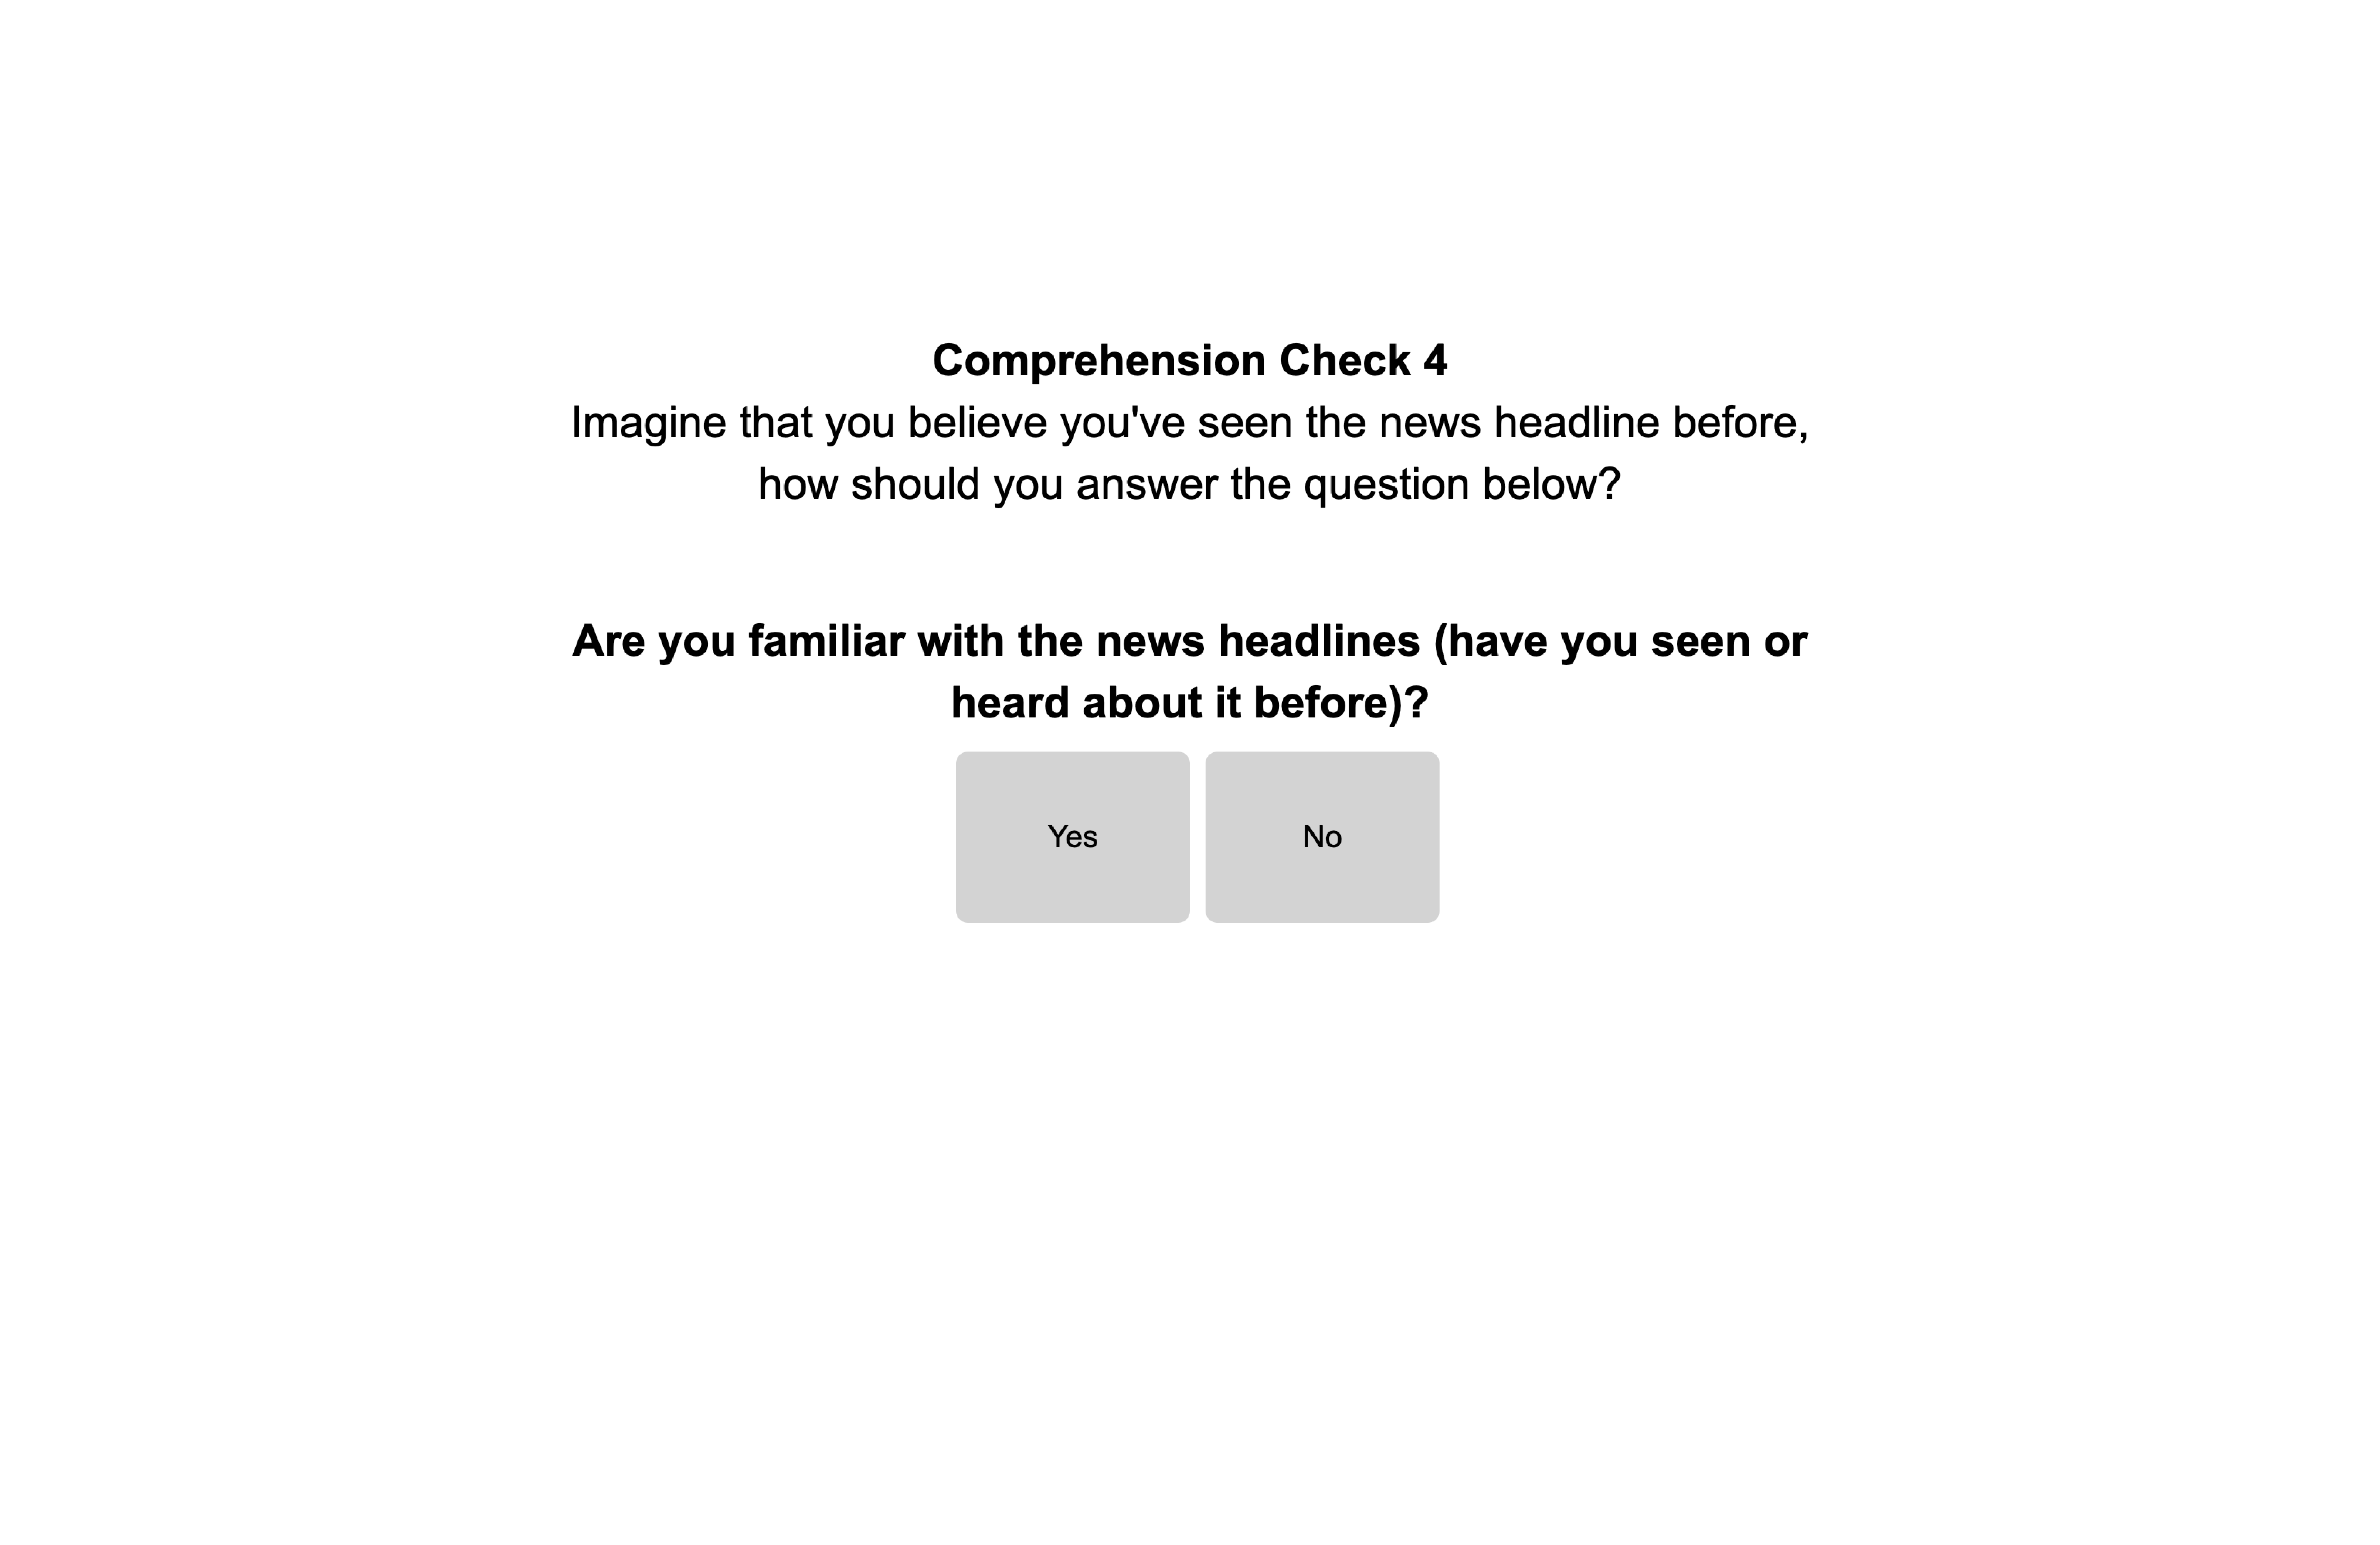 Comprehension Check 4
Imagine that you believe you've seen the news headline before,
how should you answer the question below?
Are you familiar with the news headlines (have you seen or
heard about it before)?
Yes
No